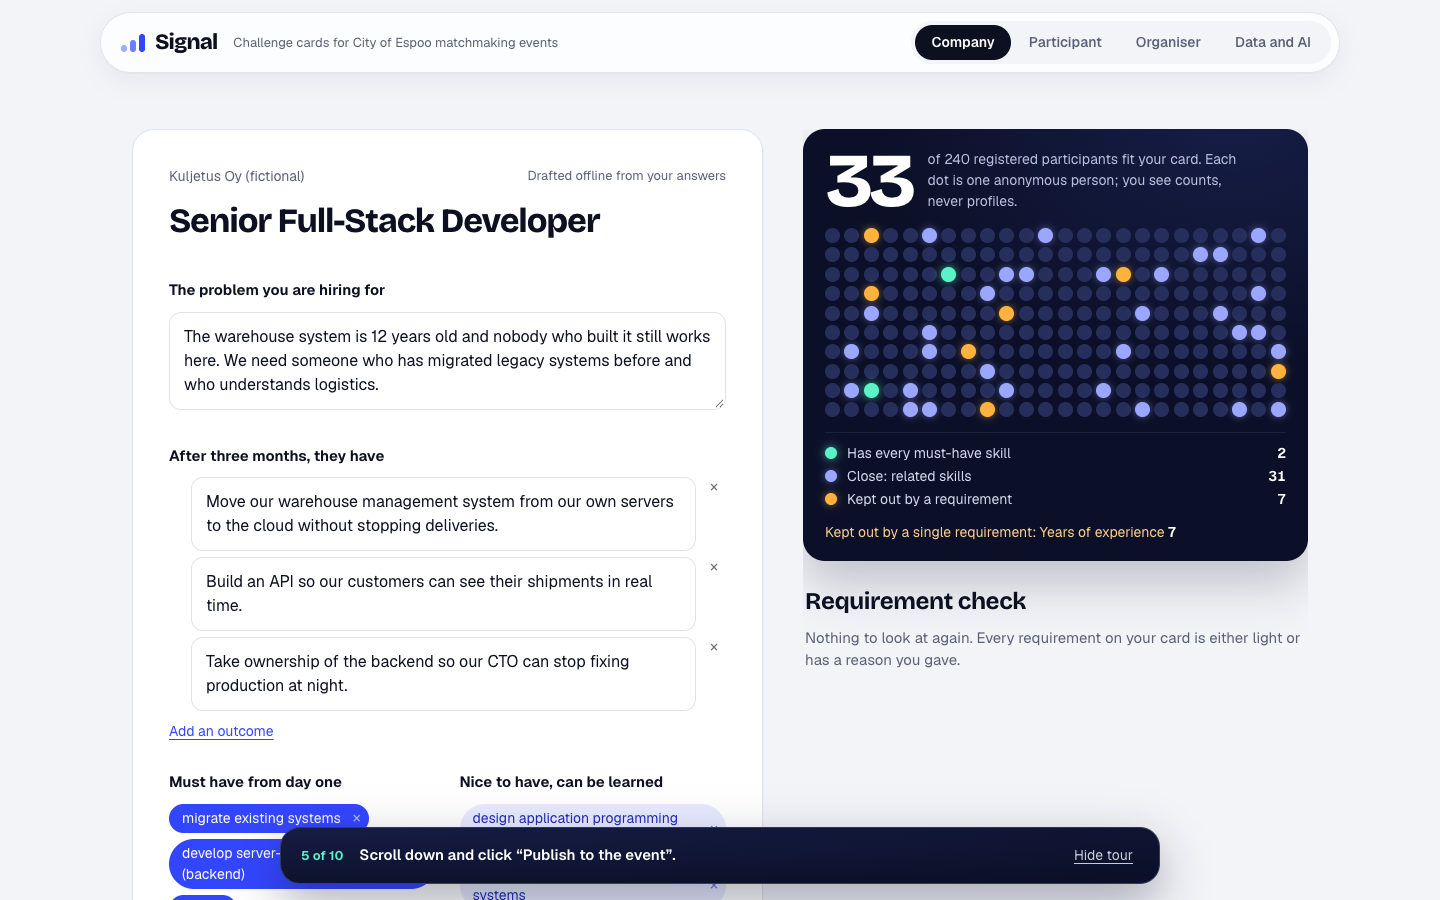 Signal
Challenge cards for City of Espoo matchmaking events
Company
Participant
Organiser
Data and AI
Kuljetus Oy (fictional)
Drafted offline from your answers
Senior Full-Stack Developer
The problem you are hiring for
The warehouse system is 12 years old and nobody who built it still works
here. We need someone who has migrated legacy systems before and
who understands logistics.
After three months, they have
Move our warehouse management system from our own servers
to the cloud without stopping deliveries.
×
Build an API so our customers can see their shipments in real
time.
×
Take ownership of the backend so our CTO can stop fixing
production at night.
×
Add an outcome
Must have from day one
migrate existing systems ×
develop server-
(backend)
Nice to have, can be learned
design application programming
systems
×
33
of 240 registered participants fit your card. Each
dot is one anonymous person; you see counts,
never profiles.
Has every must-have skill 2
Close: related skills 31
Kept out by a requirement 7
Kept out by a single requirement: Years of experience 7
Requirement check
Nothing to look at again. Every requirement on your card is either light or
has a reason you gave.
5 of 10
Scroll down and click “Publish to the event”.
Hide tour